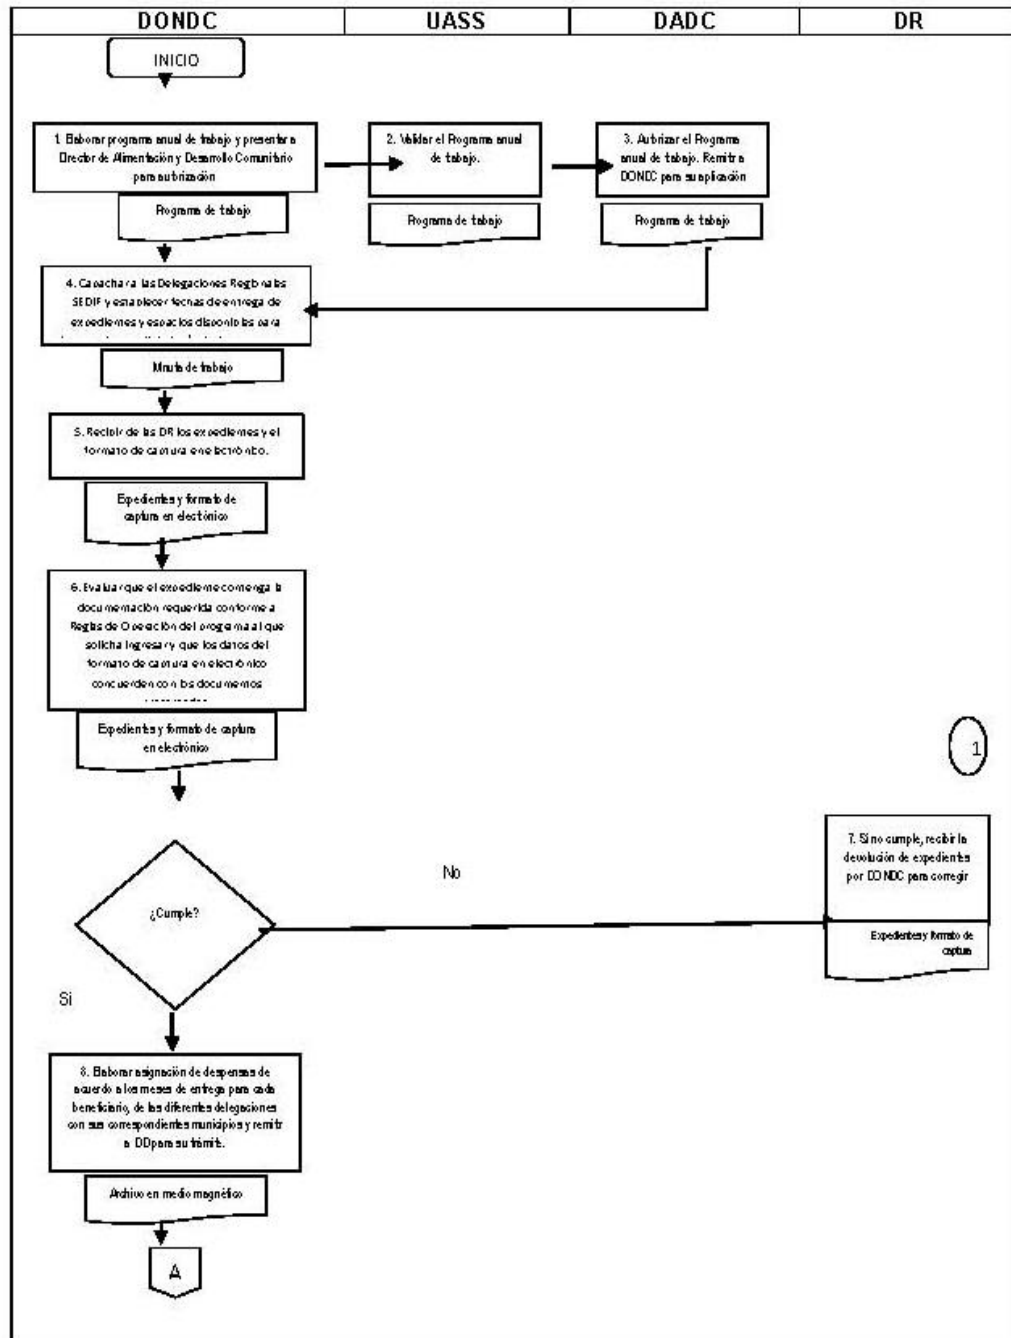 DONDC
UASS
DADC
DR
INICIO
1. Elaborar programa anual de trabajo y presentar a
Director de Alimentación y Desarrollo Comunitario
para autorización
Programa de trabajo
2. Validar el Programa anual
de trabajo.
Programa de trabajo
3. Autorizar el Programa
anual de trabajo. Remitir a
DONDC para su aplicación
Programa de trabajo
4. Capacitar a las Delegaciones Regionales
SEDIF y establecer fechas de entrega de
expedientes y espacios disponibles para
Minuta de trabajo
5. Recibir de las DR los expedientes y el
formato de captura en electrónico.
Expedientes y formato de
captura en electrónico
6. Evaluar que el expediente contenga la
documentación requerida conforme a
Reglas de Operación del programa al que
solicita ingresar y que los datos del
formato de captura en electrónico
concuerden con los documentos
Expedientes y formato de captura
en electrónico
1
¿Cumple?
No
7. Si no cumple, recibir la
devolución de expedientes
por DONDC para corregir
Expedientes y formato de
captura
Si
8. Elaborar asignación de despensas de
acuerdo a los meses de entrega para cada
beneficiario, de las diferentes delegaciones
con sus correspondientes municipios y remitir
a DD para su trámite.
Archivo en medio magnético
A